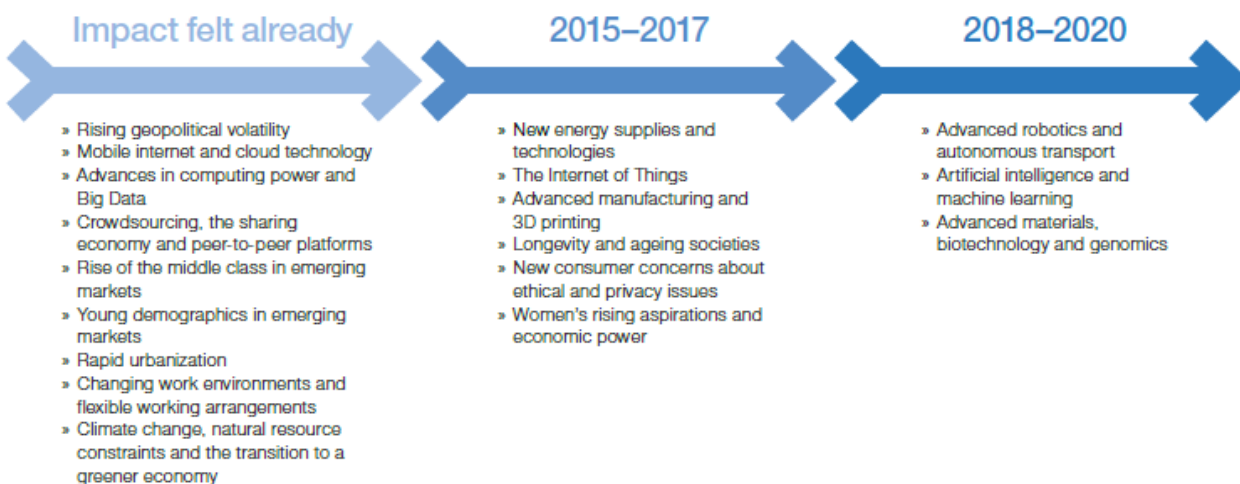 Impact felt already
» Rising geopolitical volatility
» Mobile internet and cloud technology
» Advances in computing power and
Big Data
» Crowdsourcing, the sharing
economy and peer-to-peer platforms
» Rise of the middle class in emerging
markets
» Young demographics in emerging
markets
» Rapid urbanization
» Changing work environments and
flexible working arrangements
» Climate change, natural resource
constraints and the transition to a
greener economy
2015–2017
» New energy supplies and
technologies
» The Internet of Things
» Advanced manufacturing and
3D printing
» Longevity and ageing societies
» New consumer concerns about
ethical and privacy issues
» Women's rising aspirations and
economic power
2018–2020
» Advanced robotics and
autonomous transport
» Artificial intelligence and
machine learning
» Advanced materials,
biotechnology and genomics